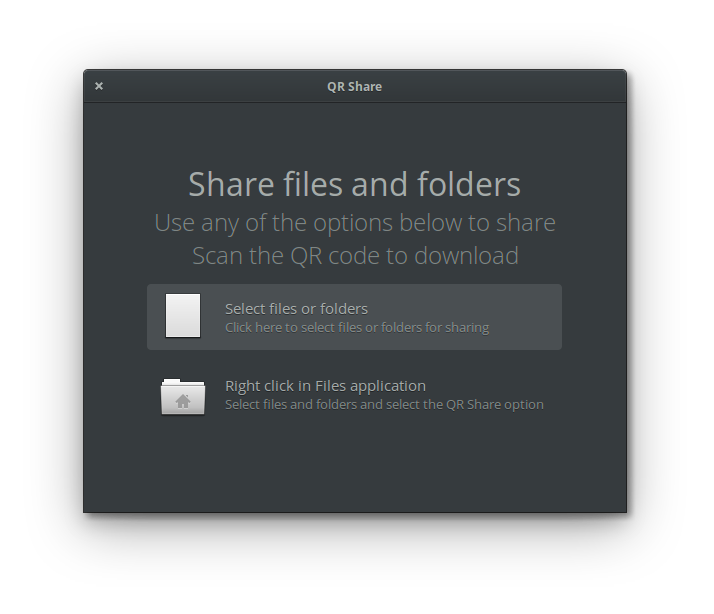 QR Share
Share files and folders
Use any of the options below to share
Scan the QR code to download
Select files or folders
Click here to select files or folders for sharing
Right click in Files application
Select files and folders and select the QR Share option